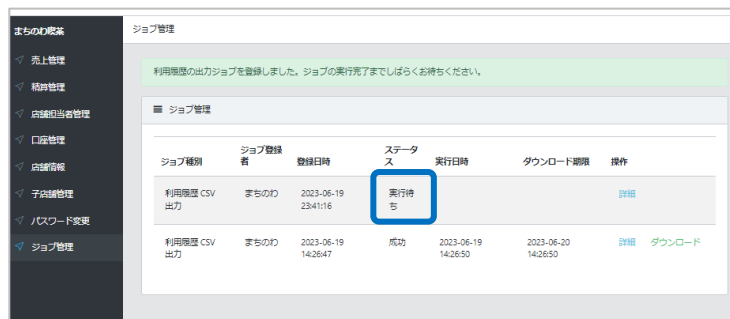 まちのわ喫茶
ジョブ管理
売上管理
精算管理
店舗担当者管理
口座管理
店舗情報
子店舗管理
パスワード変更
ジョブ管理
利用履歴の出力ジョブを登録しました。ジョブの実行完了までしばらくお待ちください。
ジョブ管理
ジョブ種別 ジョブ登録者 登録日時 ステータス 実行日時 ダウンロード期限 操作
利用履歴 CSV出力 まちのわ 2023-06-19 23:41:16 実行待ち 詳細
利用履歴 CSV出力 まちのわ 2023-06-19 14:26:47 成功 2023-06-19 14:26:50 2023-06-20 14:26:50 詳細 ダウンロード